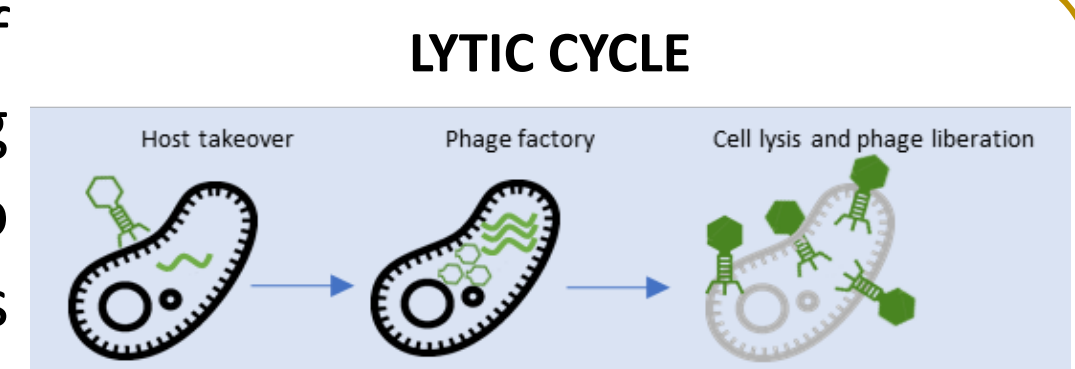 LYTIC CYCLE
Host takeover
Phage factory
Cell lysis and phage liberation